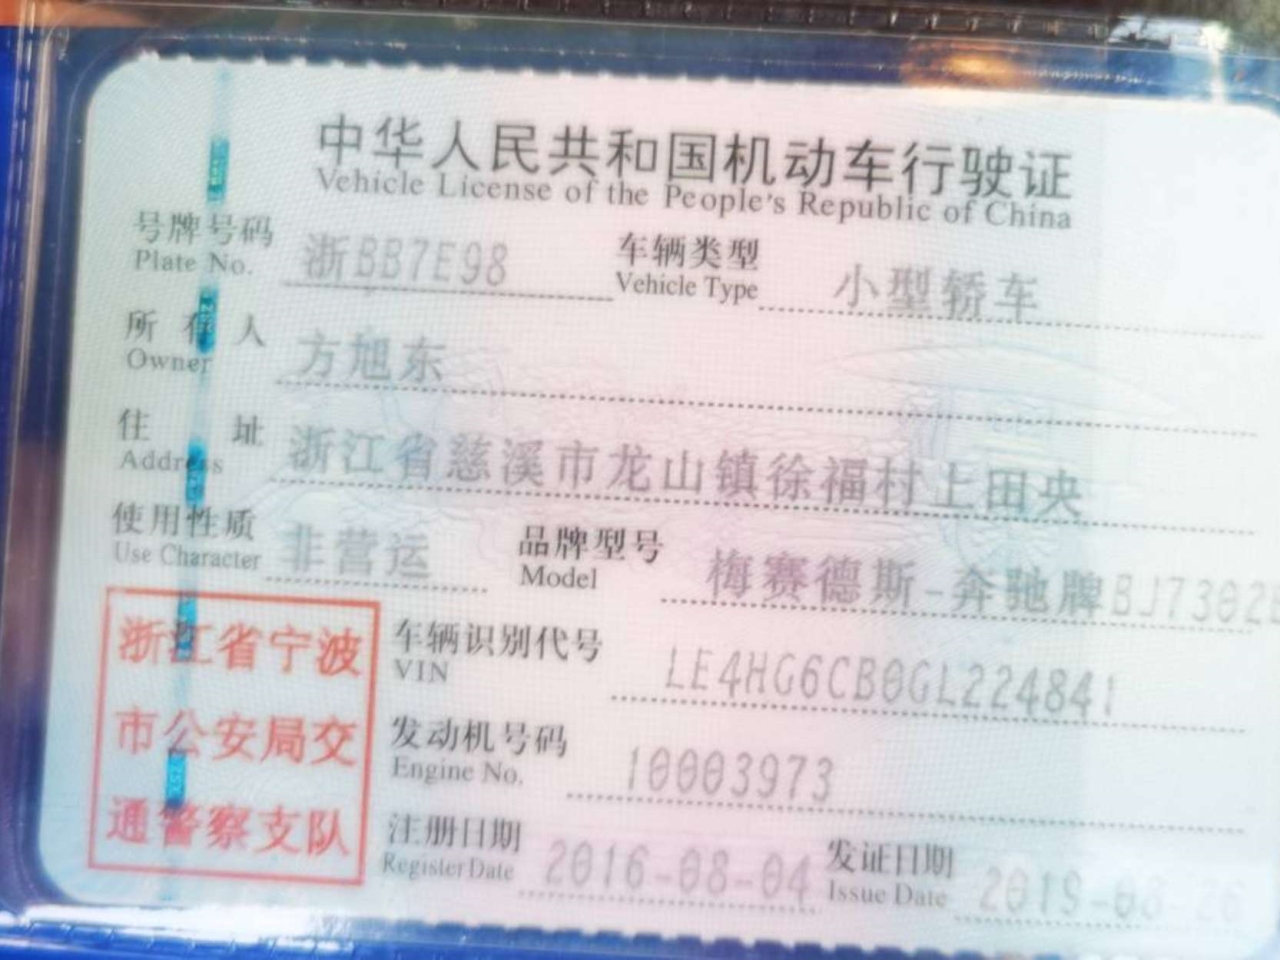 中华人民共和国机动车行驶证
Vehicle License of the People's Republic of China
号牌号码 浙BB7E98 车辆类型 小型轿车
Plate No. Vehicle Type
所有人 方旭东
Owner
住址 浙江省慈溪市龙山镇徐福村上田央
Address
使用性质 非营运 品牌型号 梅赛德斯-奔驰牌BJ7302
Use Character Model
浙江省宁波
市公安局交
通警察支队
车辆识别代号 LE4HG6CB0GL224841
VIN
发动机号码 10003973
Engine No.
注册日期 2016-08-04 发证日期
Register Date Issue Date